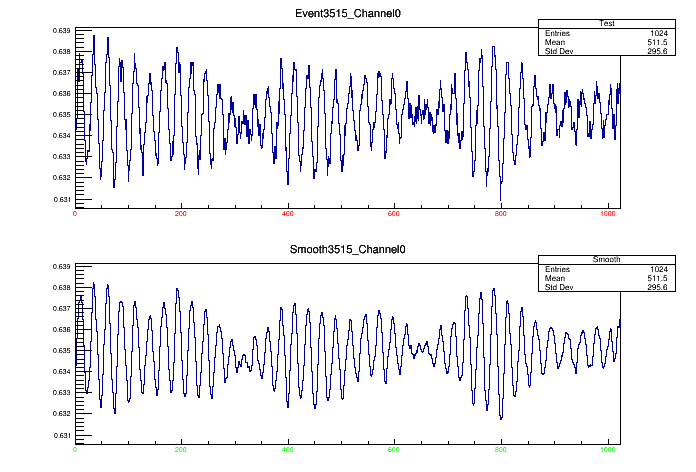 Event3515_Channel0
Test
Entries 1024
Mean 511.5
Std Dev 295.6
0.639
0.638
0.637
0.636
0.635
0.634
0.633
0.632
0.631
0 200 400 600 800 1000
Smooth3515_Channel0
Smooth
Entries 1024
Mean 511.5
Std Dev 295.6
0.639
0.638
0.637
0.636
0.635
0.634
0.633
0.632
0.631
0 200 400 600 800 1000